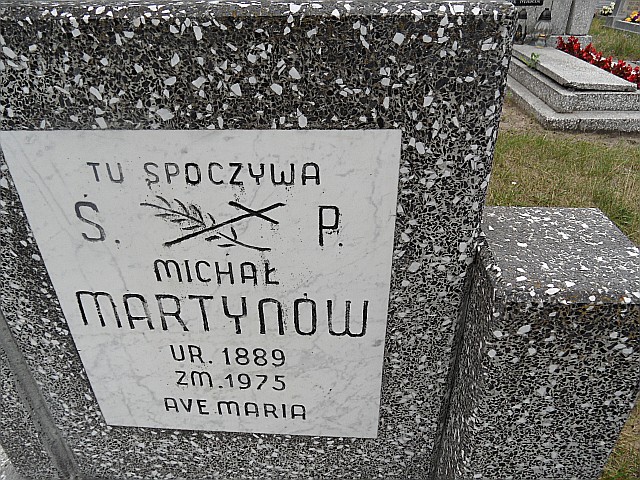 TU SPOCZYWA
Ś. P.
MICHAŁ
MARTYNÓW
UR. 1889
ZM. 1975
AVE MARIA